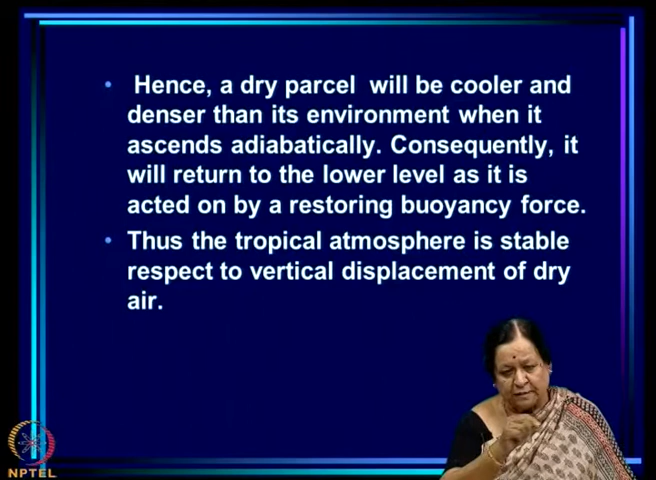 • Hence, a dry parcel will be cooler and
denser than its environment when it
ascends adiabatically. Consequently, it
will return to the lower level as it is
acted on by a restoring buoyancy force.
• Thus the tropical atmosphere is stable
respect to vertical displacement of dry
air.
NPTEL